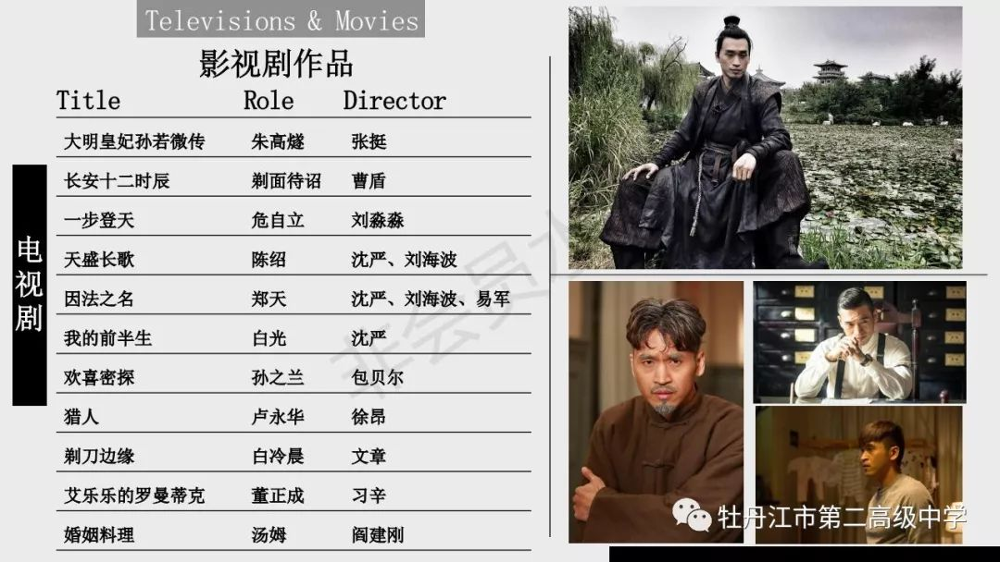 Televisions & Movies
影视剧作品
Title Role Director
电视剧
大明皇妃孙若微传 朱高燧 张挺
长安十二时辰 剃面待诏 曹盾
一步登天 危自立 刘淼淼
天盛长歌 陈绍 沈严、刘海波
因法之名 郑天 沈严、刘海波、易军
我的前半生 白光 沈严
欢喜密探 孙之兰 包贝尔
猎人 卢永华 徐昂
剃刀边缘 白冷晨 文章
艾乐乐的罗曼蒂克 董正成 习辛
婚姻料理 汤姆 阎建刚
非会员水
牡丹江市第二高级中学